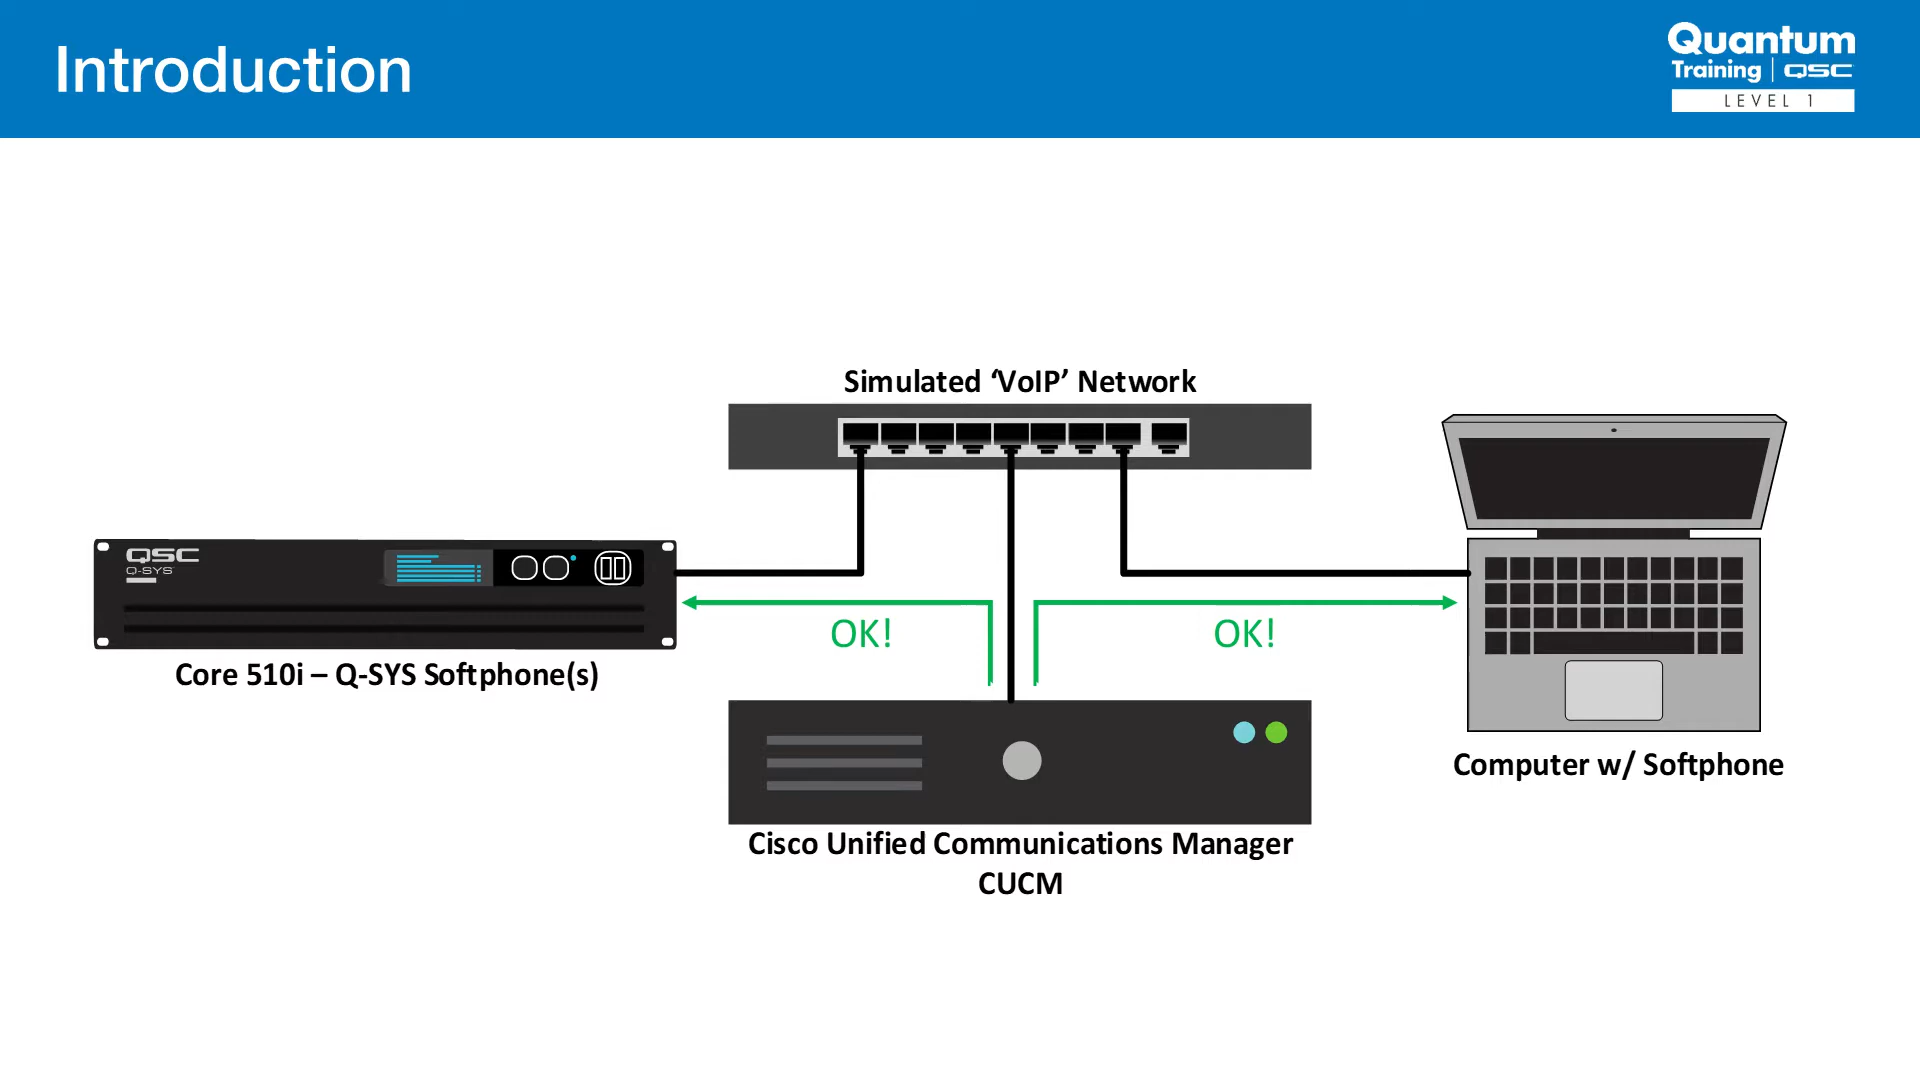 Introduction
Quantum
Training | QSC
LEVEL 1
Simulated ‘VoIP’ Network
QSC
Q-SYS
OK!
OK!
Core 510i – Q-SYS Softphone(s)
Computer w/ Softphone
Cisco Unified Communications Manager
CUCM